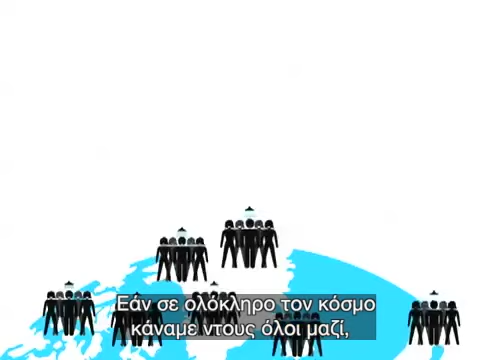 Εάν σε ολόκληρο τον κόσμο
κάναμε ντους όλοι μαζί,